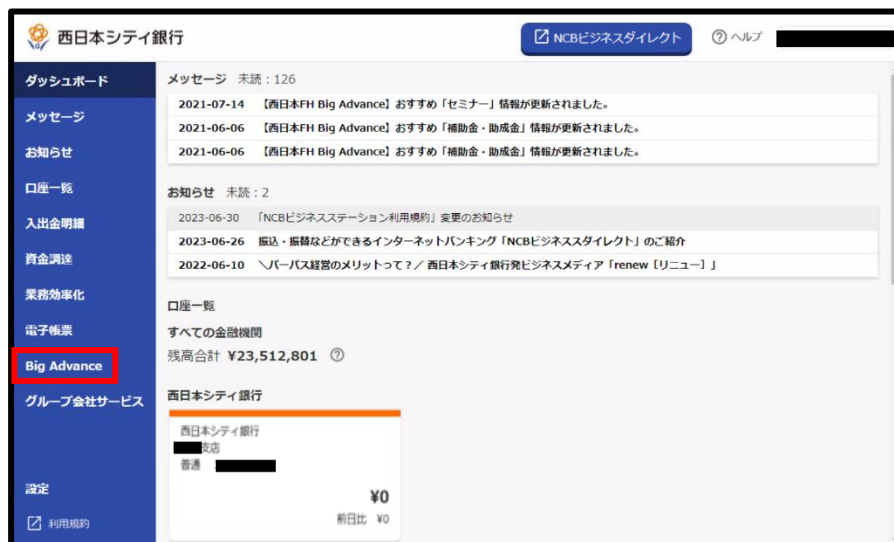 西日本シティ銀行
NCBビジネスダイレクト
ヘルプ
ダッシュボード
メッセージ
お知らせ
口座一覧
入出金明細
資金調達
業務効率化
電子帳票
Big Advance
グループ会社サービス
設定
利用規約
メッセージ 未読:126
2021-07-14 【西日本FH Big Advance】おすすめ「セミナー」情報が更新されました。
2021-06-06 【西日本FH Big Advance】おすすめ「補助金・助成金」情報が更新されました。
2021-06-06 【西日本FH Big Advance】おすすめ「補助金・助成金」情報が更新されました。
お知らせ 未読:2
2023-06-30 「NCBビジネスステーション利用規約」変更のお知らせ
2023-06-26 振込・振替などができるインターネットバンキング「NCBビジネススダイレクト」のご紹介
2022-06-10 ＼パーパス経営のメリットって?／ 西日本シティ銀行発ビジネスメディア「renew［リニュー］」
口座一覧
すべての金融機関
残高合計 ¥23,512,801
西日本シティ銀行
西日本シティ銀行
支店
普通
¥0
前日比 ¥0